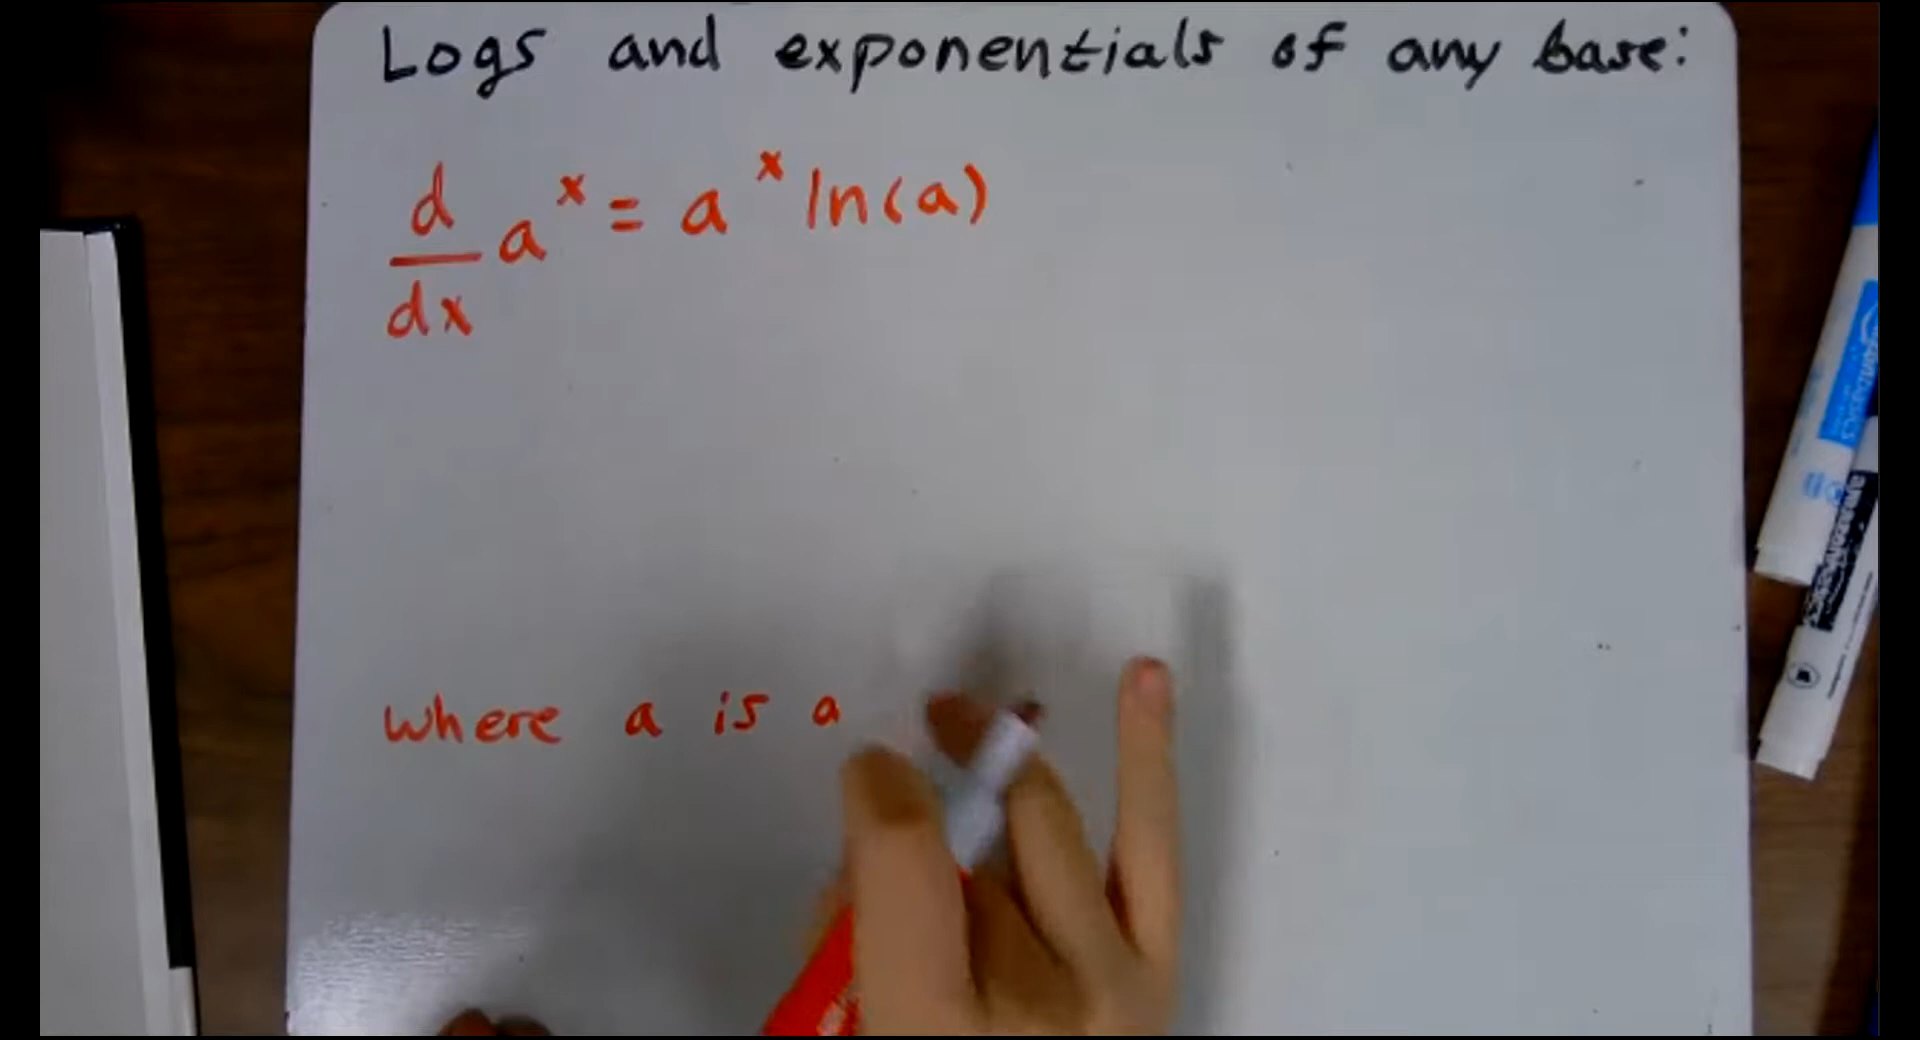 Logs and exponentials of any base:
d/dx a^x = a^x ln(a)
where a is a